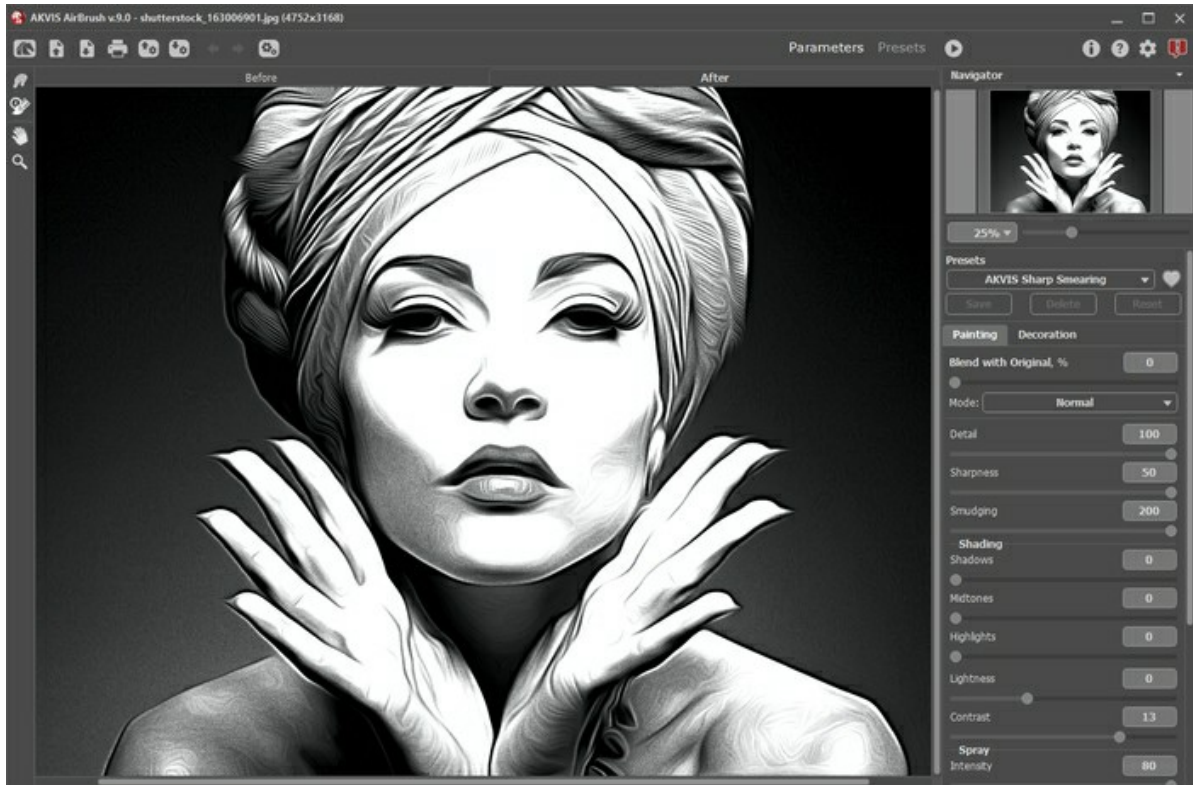 AKVIS AirBrush v.9.0 - shutterstock_163006901.jpg (4752x3168)
Parameters Presets
Before After
Navigator
25%
Presets
AKVIS Sharp Smearing
Save Delete Reset
Painting Decoration
Blend with Original, % 0
Mode: Normal
Detail 100
Sharpness 50
Smudging 200
Shading
Shadows 0
Midtones 0
Highlights 0
Lightness 0
Contrast 13
Spray
Intensity 80